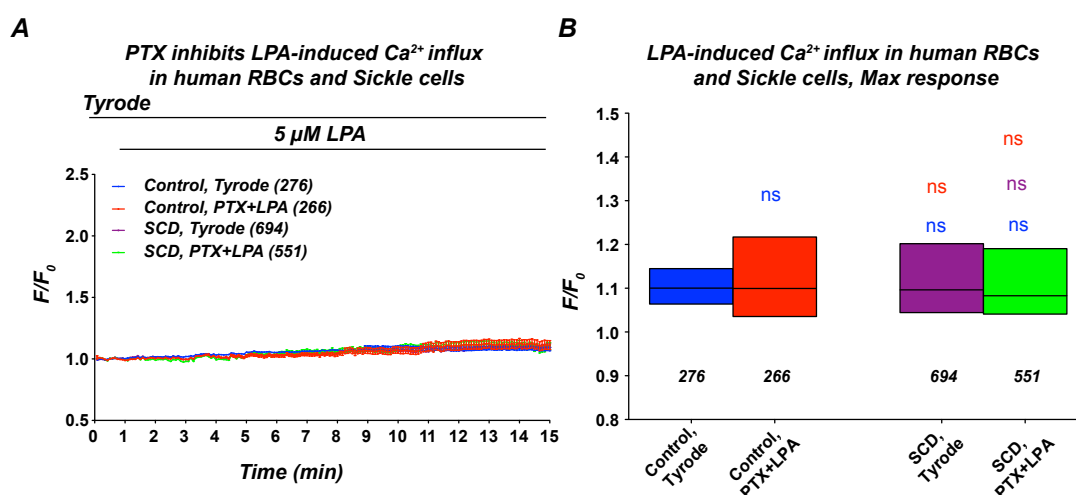 A
PTX inhibits LPA-induced Ca²⁺ influx
in human RBCs and Sickle cells
Tyrode
5 µM LPA
Control, Tyrode (276)
Control, PTX+LPA (266)
SCD, Tyrode (694)
SCD, PTX+LPA (551)
F/F₀
2.5
2.0
1.5
1.0
0.5
0 1 2 3 4 5 6 7 8 9 10 11 12 13 14 15
Time (min)
B
LPA-induced Ca²⁺ influx in human RBCs
and Sickle cells, Max response
F/F₀
1.5
1.4
1.3
1.2
1.1
1.0
0.9
0.8
ns
ns
ns
ns
ns
ns
276 266 694 551
Control,
Tyrode
Control,
PTX+LPA
SCD,
Tyrode
SCD,
PTX+LPA